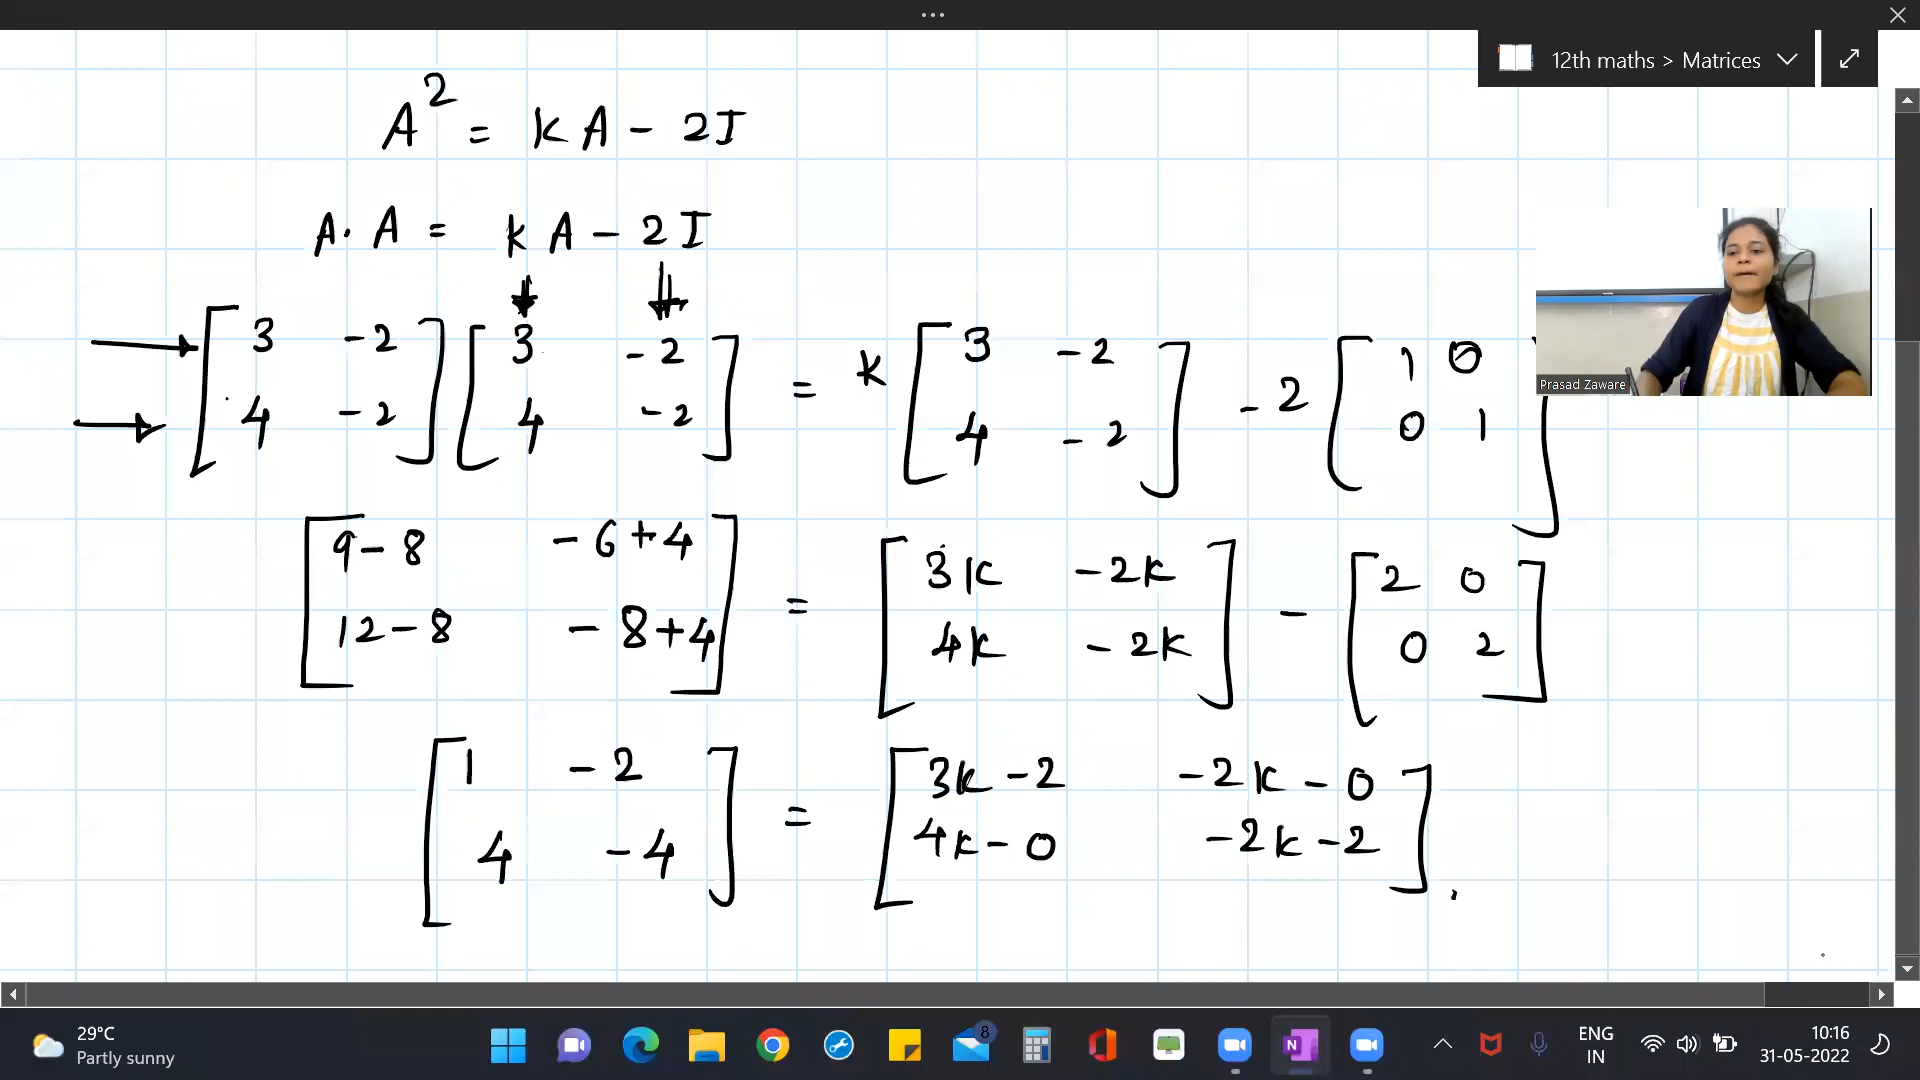 12th maths > Matrices
A² = KA - 2I
A. A = kA - 2I
[3 -2 4 -2] [3 -2 4 -2] = k [3 -2 4 -2] - 2 [1 0 0 1]
Prasad Zaware
[9-8 -6+4 12-8 -8+4] = [3k -2k 4k -2k] - [2 0 0 2]
[1 -2 4 -4] = [3k-2 -2k-0 4k-0 -2k-2].
29°C
Partly sunny
8
N
ENG
IN
10:16
31-05-2022